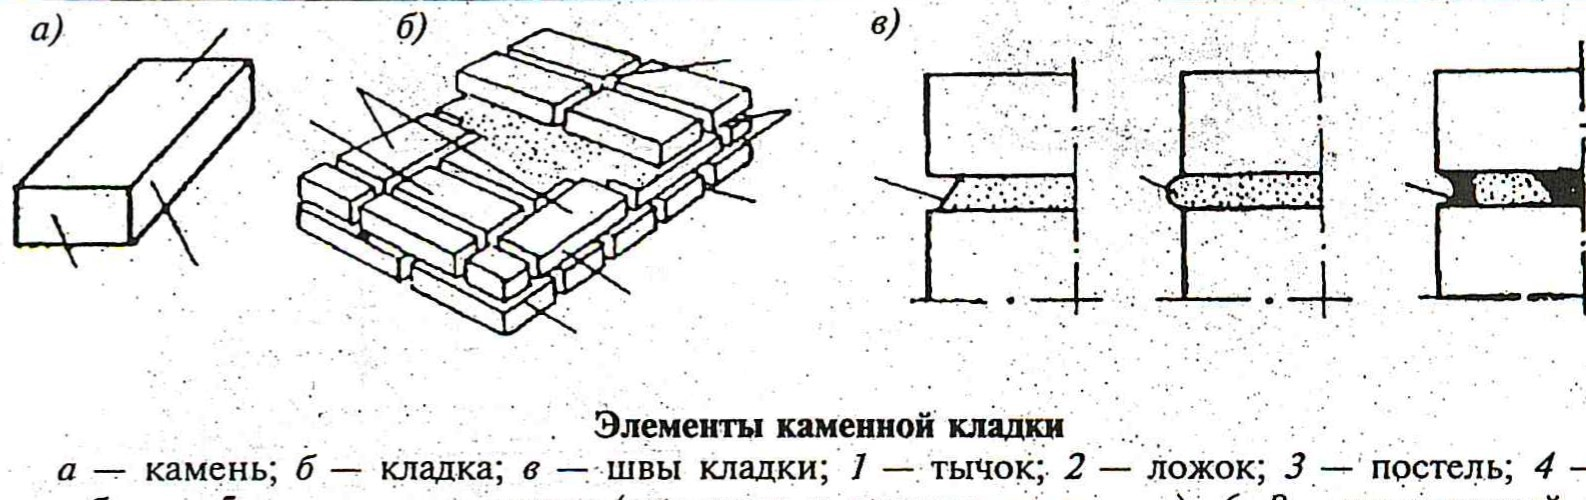 а) б) в)
Элементы каменной кладки
а — камень; б — кладка; в — швы кладки; 1 — тычок; 2 — ложок; 3 — постель; 4 —